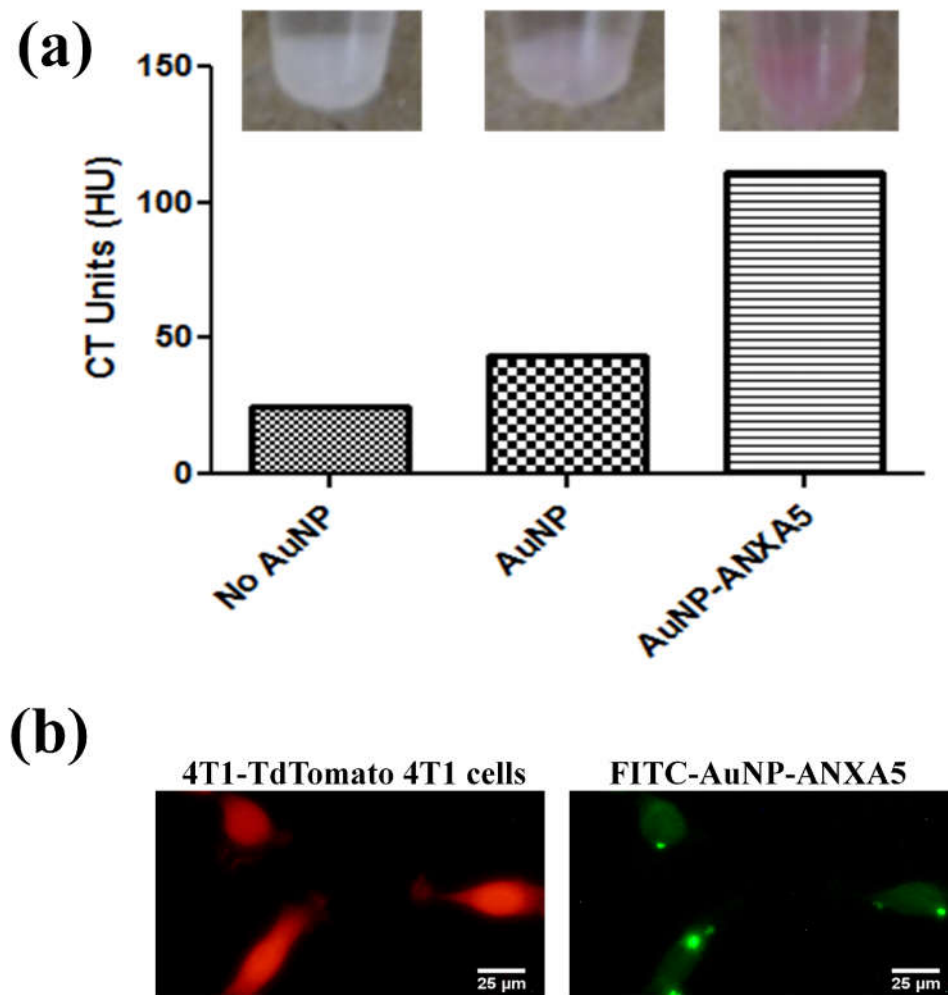 (a)
150
100
50
0
CT Units (HU)
No AuNP
AuNP
AuNP-ANXA5
(b)
4T1-TdTomato 4T1 cells
FITC-AuNP-ANXA5
25 µm
25 µm